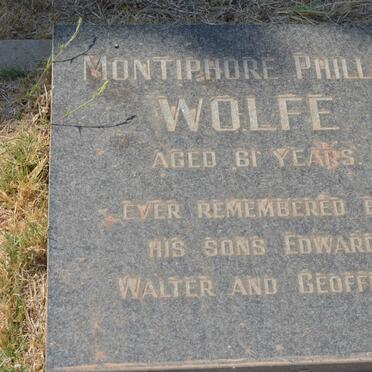 MONTIPHORE PHILL
WOLFE
AGED 61 YEARS.
EVER REMEMBERED B
HIS SONS EDWARD
WALTER AND GEOFF